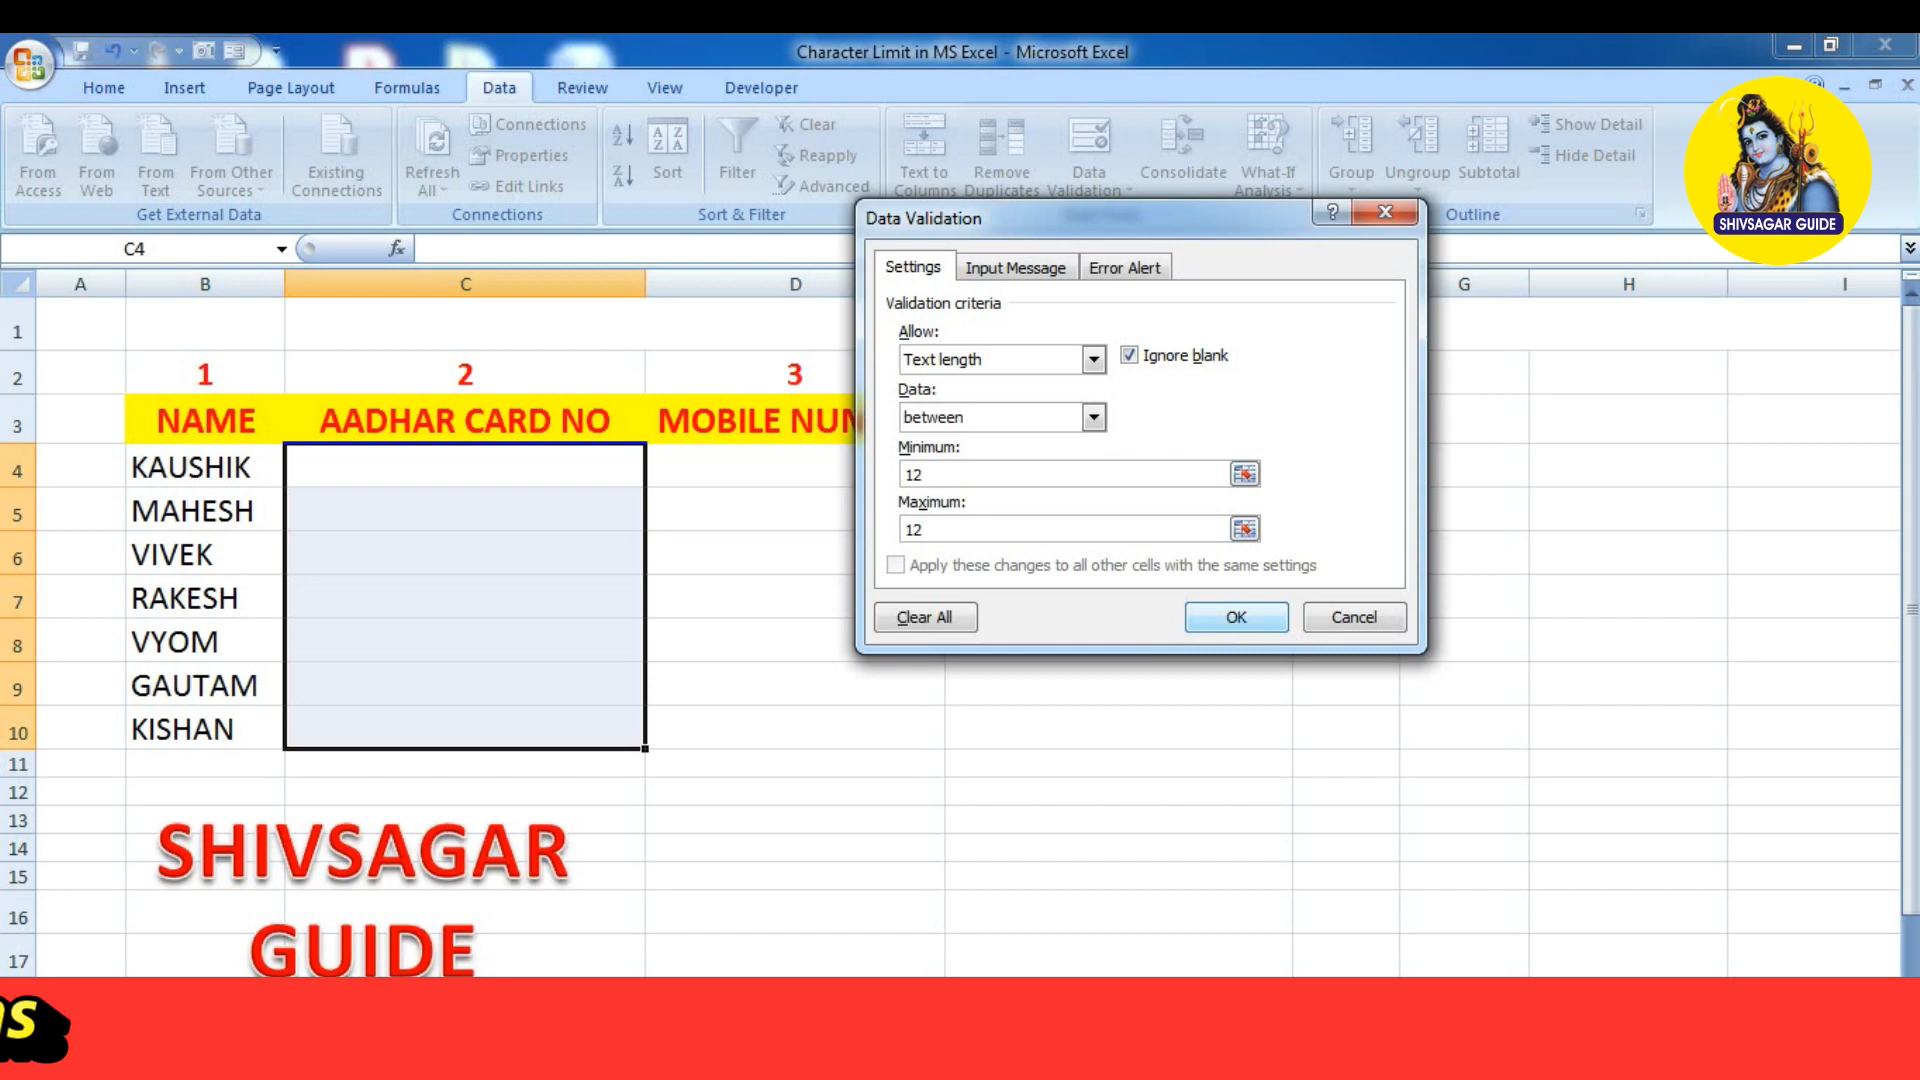 Character Limit in MS Excel - Microsoft Excel
Home Insert Page Layout Formulas Data Review View Developer
From Access
From Web
From Text
From Other Sources
Existing Connections
Get External Data
Refresh All
Connections
Properties
Edit Links
Connections
Sort
Filter
Clear
Reapply
Advanced
Sort & Filter
Text to Columns
Remove Duplicates
Data Validation
Consolidate
What-If Analysis
Group
Ungroup
Subtotal
Show Detail
Hide Detail
Outline
SHIVSAGAR GUIDE
C4
fx
A B C D G H I
1
2 1 2 3
3 NAME AADHAR CARD NO MOBILE NUM
4 KAUSHIK
5 MAHESH
6 VIVEK
7 RAKESH
8 VYOM
9 GAUTAM
10 KISHAN
11
12
13
14
15
16
17
SHIVSAGAR
GUIDE
Data Validation
Settings Input Message Error Alert
Validation criteria
Allow:
Text length
Ignore blank
Data:
between
Minimum:
12
Maximum:
12
Apply these changes to all other cells with the same settings
Clear All OK Cancel